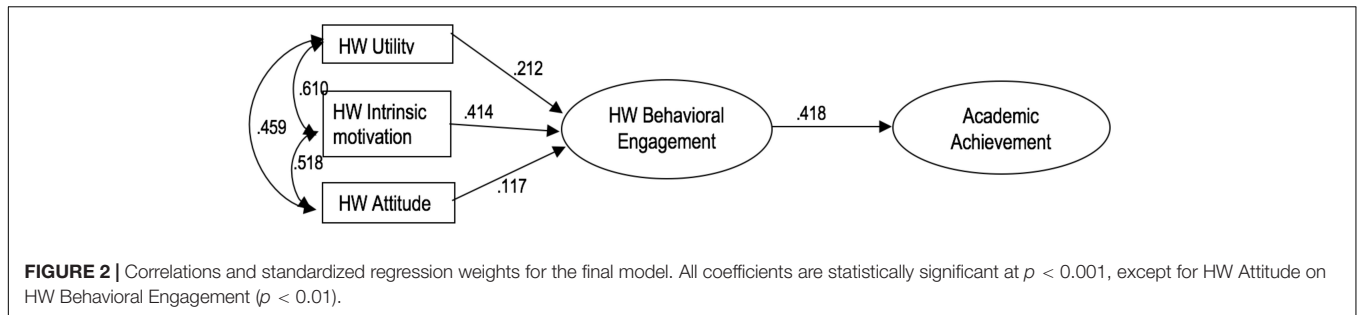 HW Utility
.212
.610
HW Intrinsic
motivation
.414
HW Behavioral
Engagement
.418
Academic
Achievement
.459
.518
HW Attitude
.117
FIGURE 2 | Correlations and standardized regression weights for the final model. All coefficients are statistically significant at p < 0.001, except for HW Attitude on
HW Behavioral Engagement (p < 0.01).